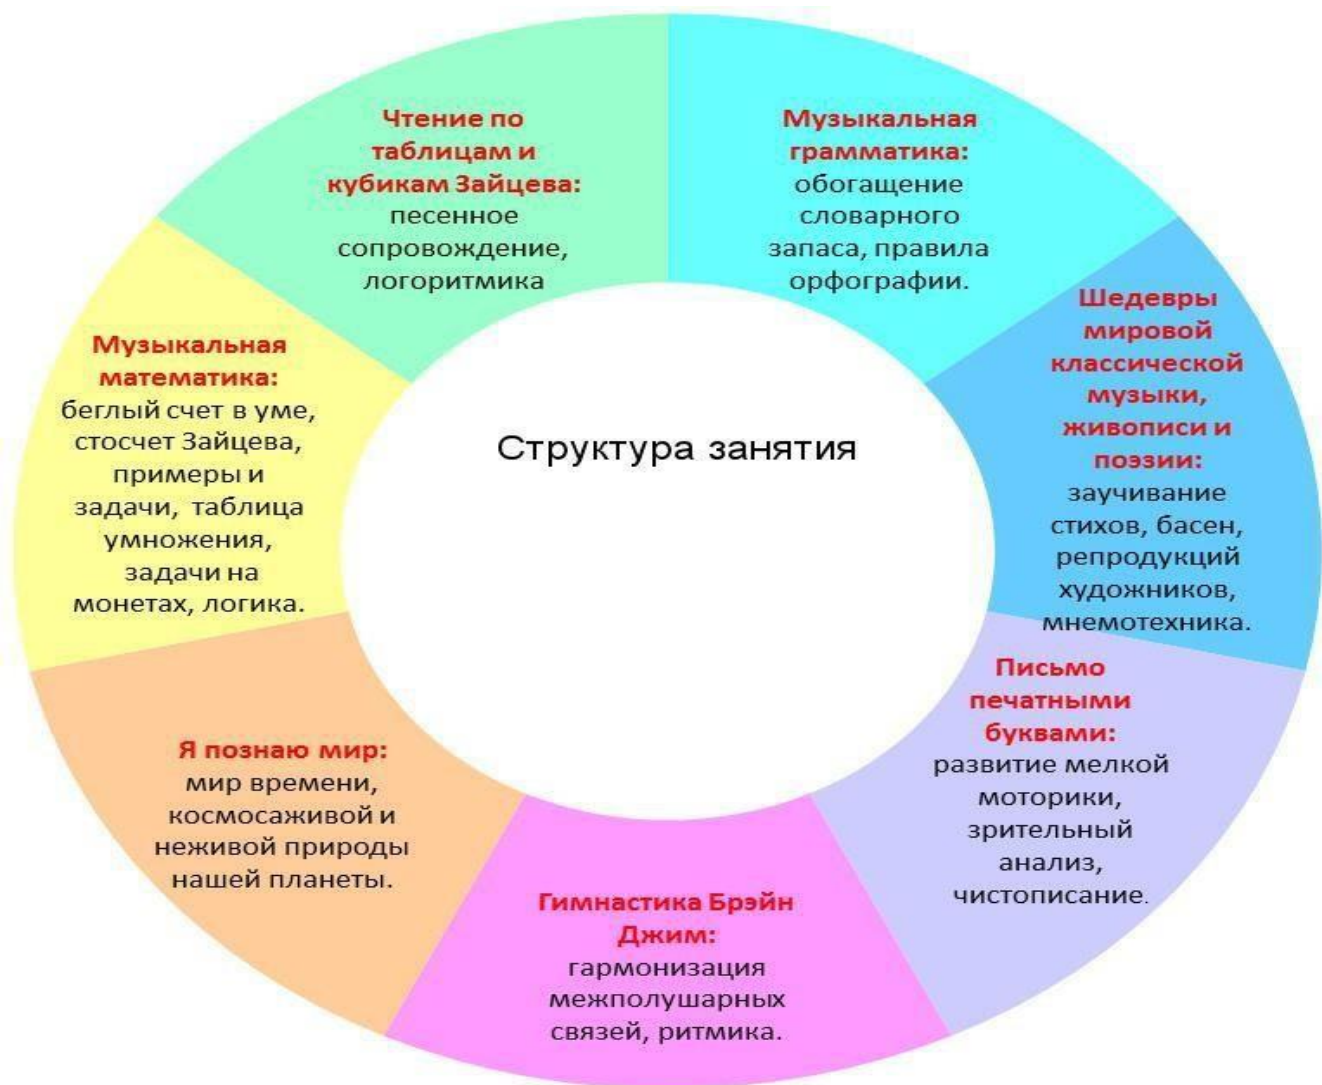 Структура занятия
Чтение по
таблицам и
кубикам Зайцева:
песенное
сопровождение,
логоритмика
Музыкальная
грамматика:
обогащение
словарного
запаса, правила
орфографии.
Шедевры
мировой
классической
музыки,
живописи и
поэзии:
заучивание
стихов, басен,
репродукций
художников,
мнемотехника.
Письмо
печатными
буквами:
развитие мелкой
моторики,
зрительный
анализ,
чистописание.
Гимнастика Брэйн
Джим:
гармонизация
межполушарных
связей, ритмика.
Я познаю мир:
мир времени,
космосаживой и
неживой природы
нашей планеты.
Музыкальная
математика:
беглый счет в уме,
стосчет Зайцева,
примеры и
задачи, таблица
умножения,
задачи на
монетах, логика.